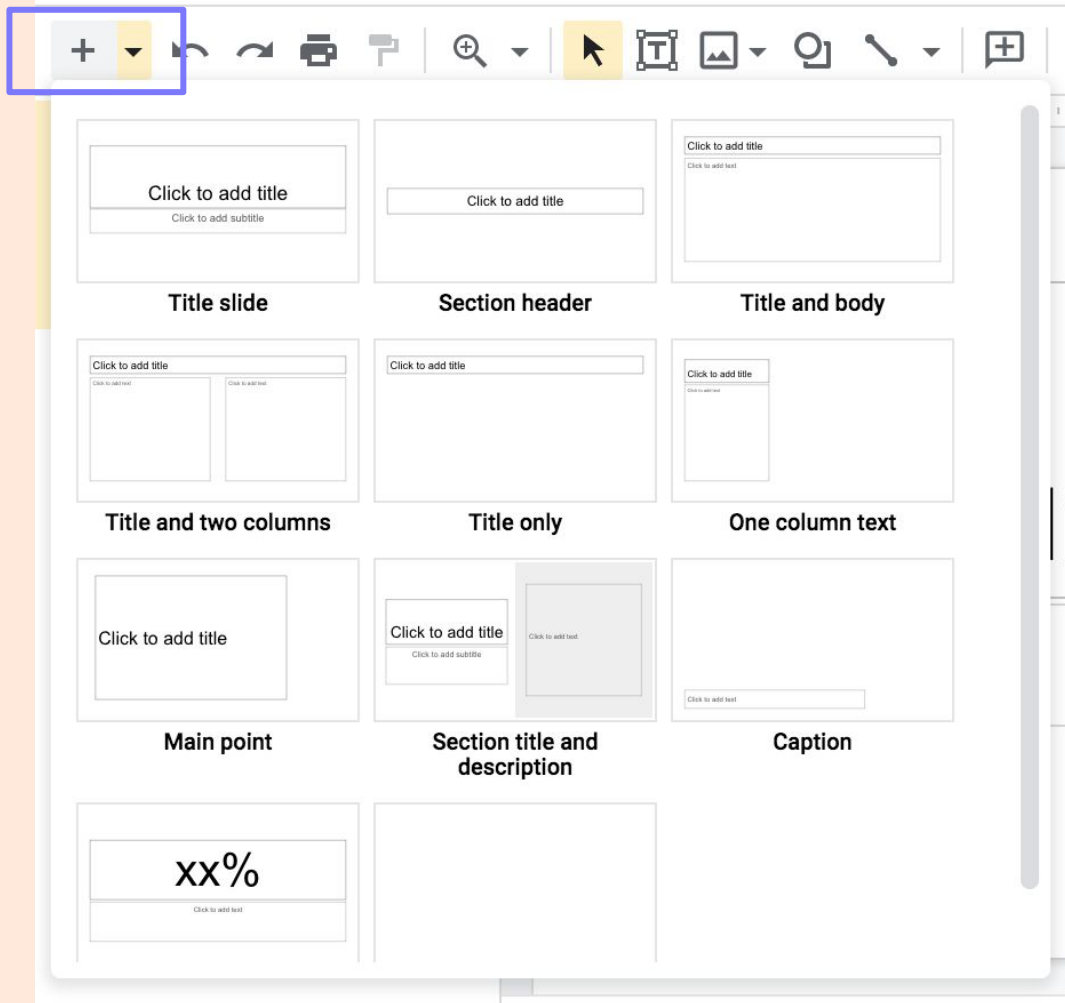 Click to add title
Click to add subtitle
Title slide
Click to add title
Section header
Click to add title
Click to add text
Title and body
Click to add title
Click to add text
Click to add text
Title and two columns
Click to add title
Title only
Click to add title
Click to add text
One column text
Click to add title
Main point
Click to add title
Click to add subtitle
Click to add text
Section title and
description
Click to add text
Caption
xx%
Click to add text